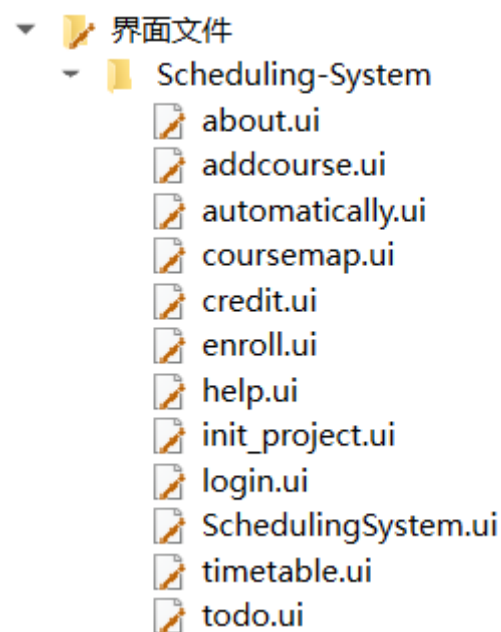 界面文件
Scheduling-System
about.ui
addcourse.ui
automatically.ui
coursemap.ui
credit.ui
enroll.ui
help.ui
init_project.ui
login.ui
SchedulingSystem.ui
timetable.ui
todo.ui